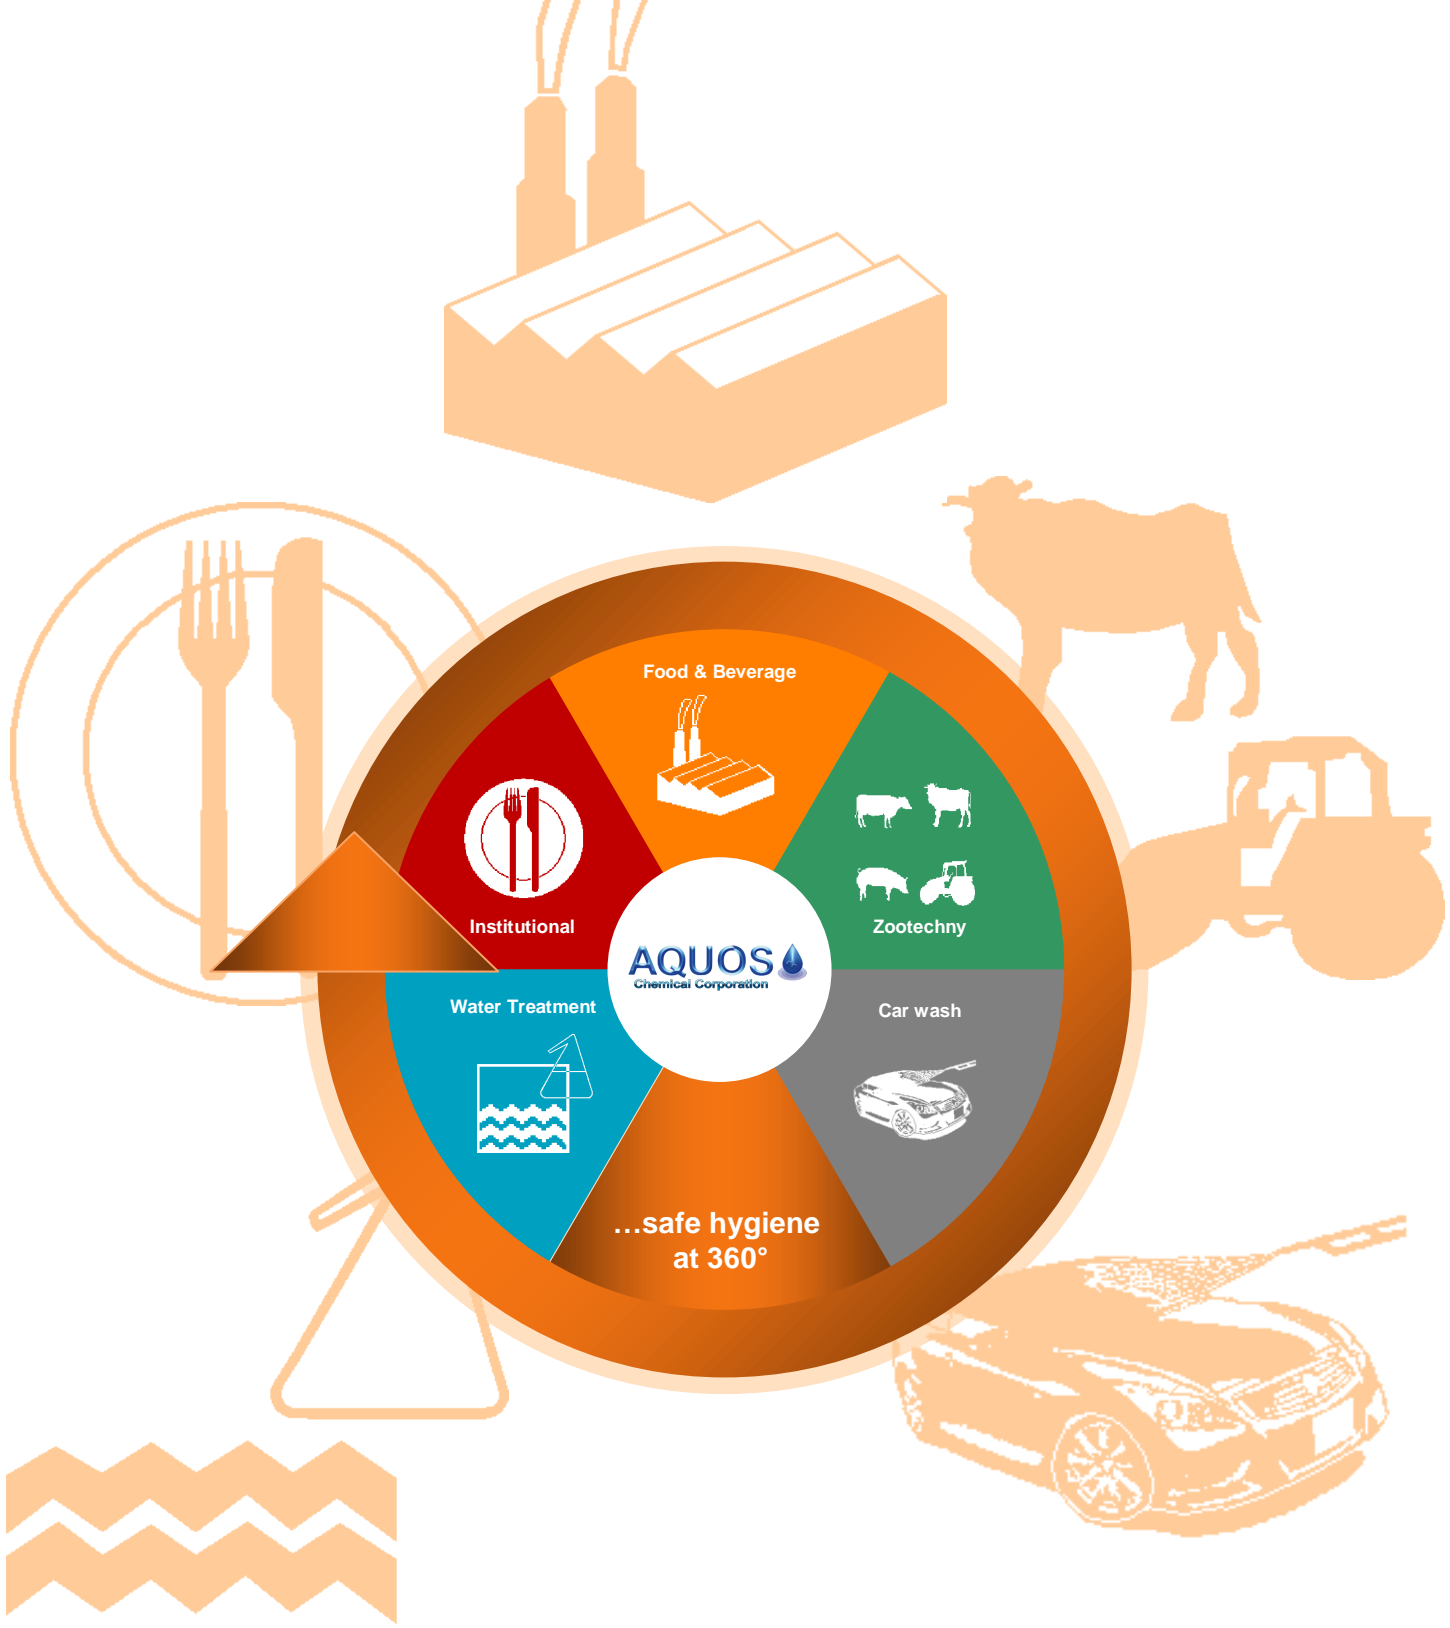 Food & Beverage
Institutional
Zootechny
AQUOS
Chemical Corporation
Water Treatment
Car wash
…safe hygiene
at 360°